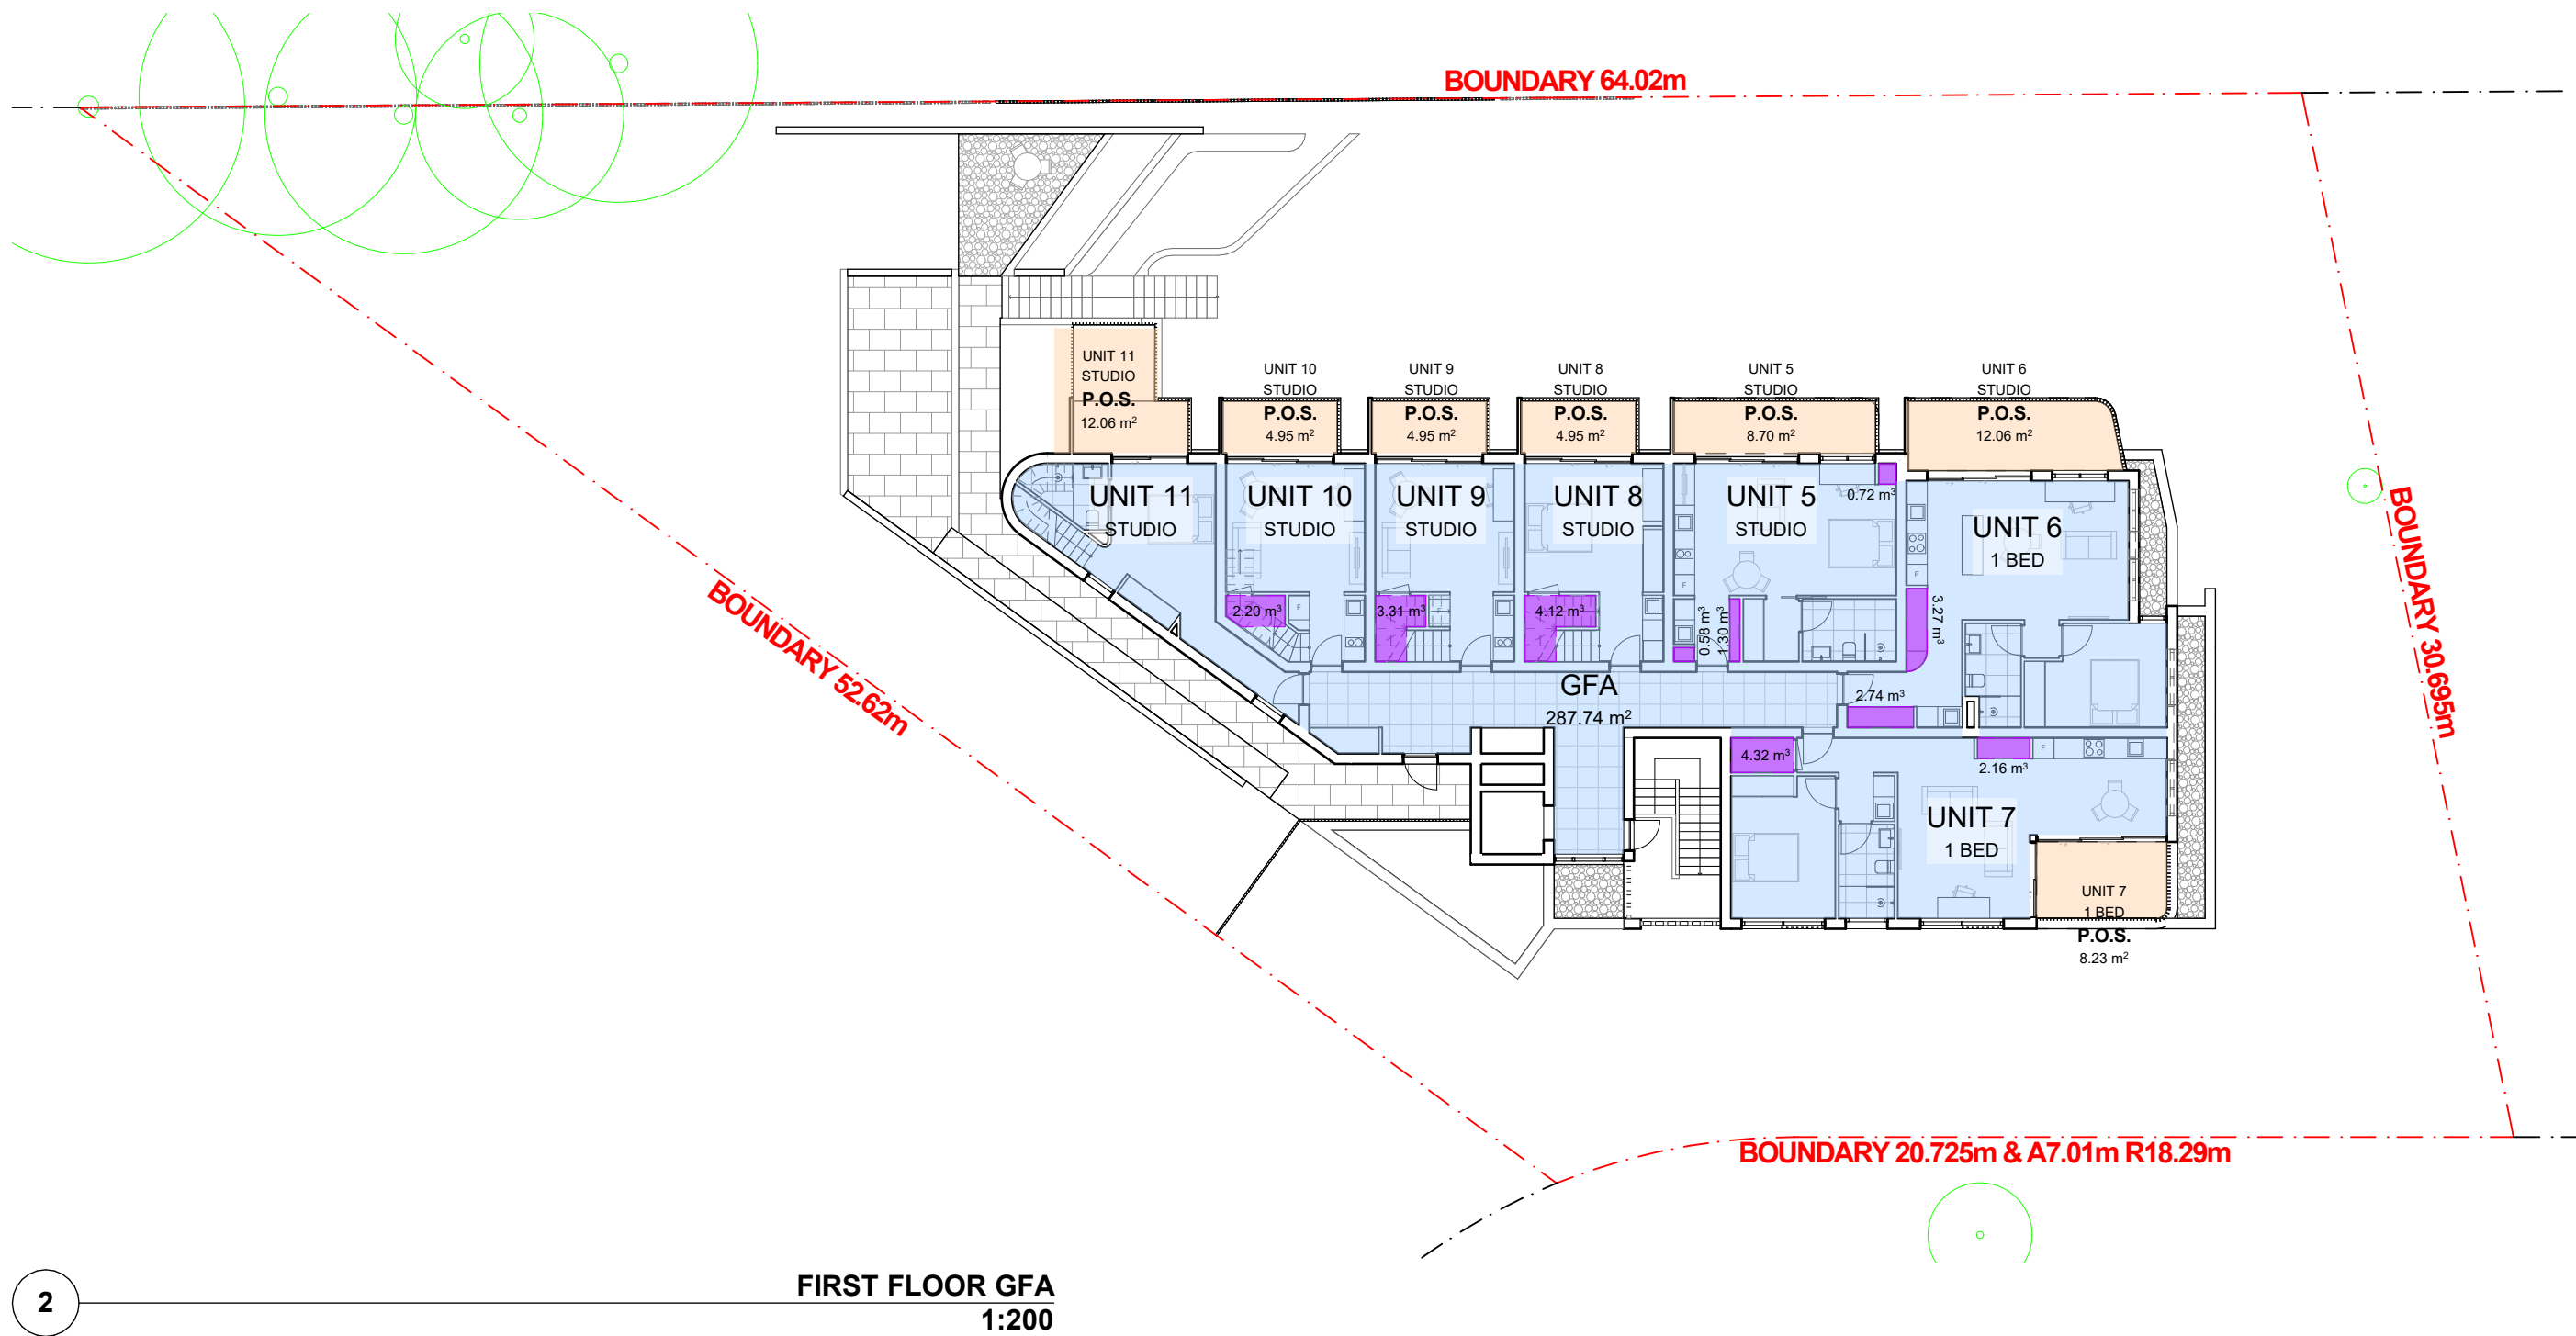 BOUNDARY 64.02m
UNIT 11
STUDIO
P.O.S.
12.06 m²
UNIT 10
STUDIO
P.O.S.
4.95 m²
UNIT 9
STUDIO
P.O.S.
4.95 m²
UNIT 8
STUDIO
P.O.S.
4.95 m²
UNIT 5
STUDIO
P.O.S.
8.70 m²
UNIT 6
STUDIO
P.O.S.
12.06 m²
UNIT 11
STUDIO
UNIT 10
STUDIO
UNIT 9
STUDIO
UNIT 8
STUDIO
UNIT 5
STUDIO
0.72 m³
UNIT 6
1 BED
F
F
2.20 m³
F
3.31 m³
F
4.12 m³
0.58 m³
1.30 m³
3.27 m³
BOUNDARY 30.695m
BOUNDARY 52.62m
GFA
287.74 m²
2.74 m³
4.32 m³
2.16 m³
F
UNIT 7
1 BED
UNIT 7
1 BED
P.O.S.
8.23 m²
BOUNDARY 20.725m & A7.01m R18.29m
2
FIRST FLOOR GFA
1:200